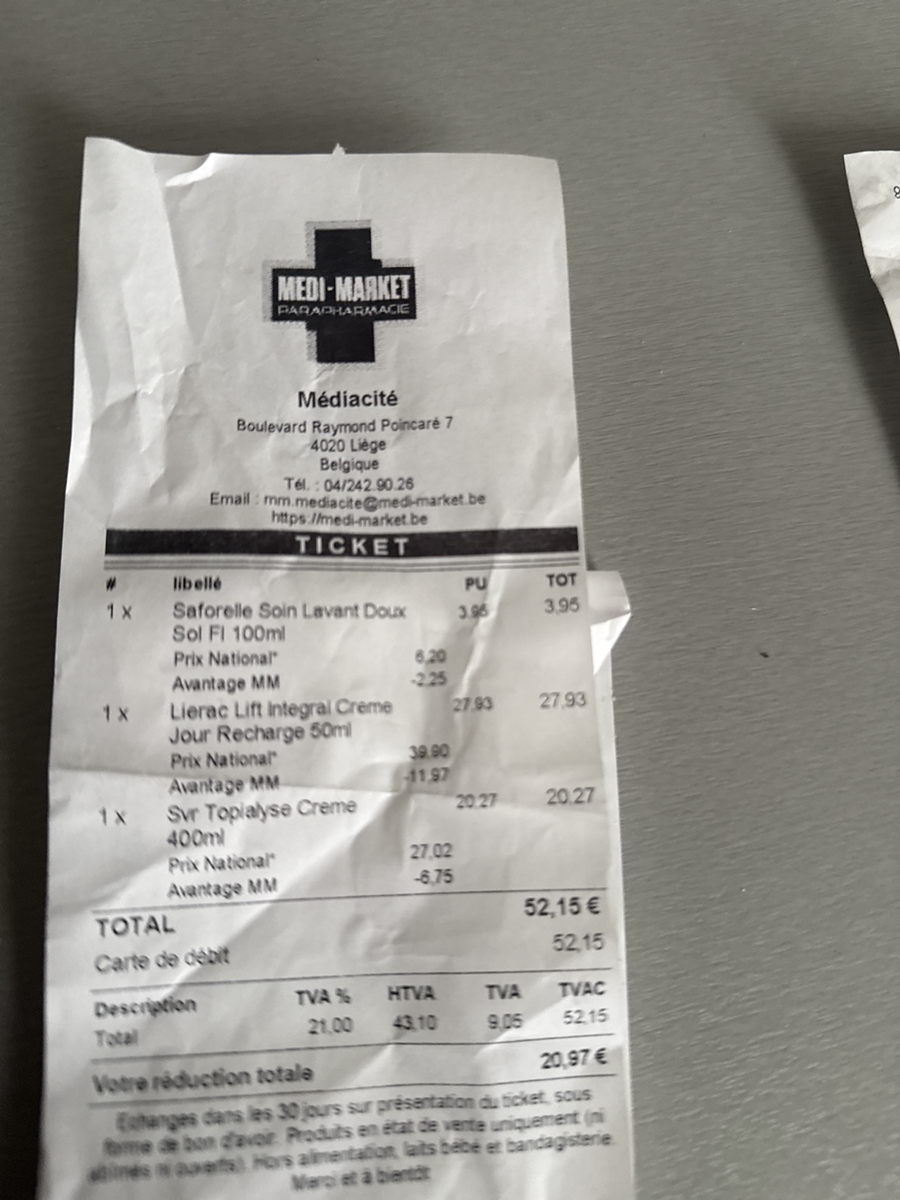 MEDI-MARKET
PARAPHARMACIE
Médiacité
Boulevard Raymond Poincaré 7
4020 Liège
Belgique
Tél. : 04/242.90.26
Email : mm.mediacite@medi-market.be
https://medi-market.be
TICKET
# libellé PU TOT
1 x Saforelle Soin Lavant Doux 3.95 3,95
Sol Fl 100ml
Prix National* 6,20
Avantage MM -2,25
1 x Lierac Lift Integral Creme 27,93 27,93
Jour Recharge 50ml
Prix National* 39.90
Avantage MM -11,97
1 x Svr Topialyse Creme 20.27 20.27
400ml
Prix National* 27,02
Avantage MM -6,75
TOTAL 52,15 €
Carte de débit 52,15
Description TVA % HTVA TVA TVAC
Total 21,00 43,10 9,05 52,15
Votre réduction totale 20,97 €
Echanges dans les 30 jours sur présentation du ticket, sous
forme de bon d'avoir. Produits en état de vente uniquement (ni
abîmés ni ouverts). Hors alimentation, laits bébé et bandagisterie.
Merci et à bientôt
8